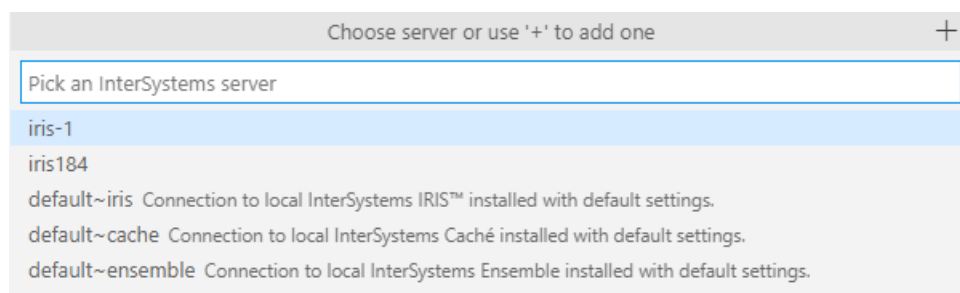 Choose server or use '+' to add one
Pick an InterSystems server
iris-1
iris184
default~iris Connection to local InterSystems IRIS™ installed with default settings.
default~cache Connection to local InterSystems Caché installed with default settings.
default~ensemble Connection to local InterSystems Ensemble installed with default settings.